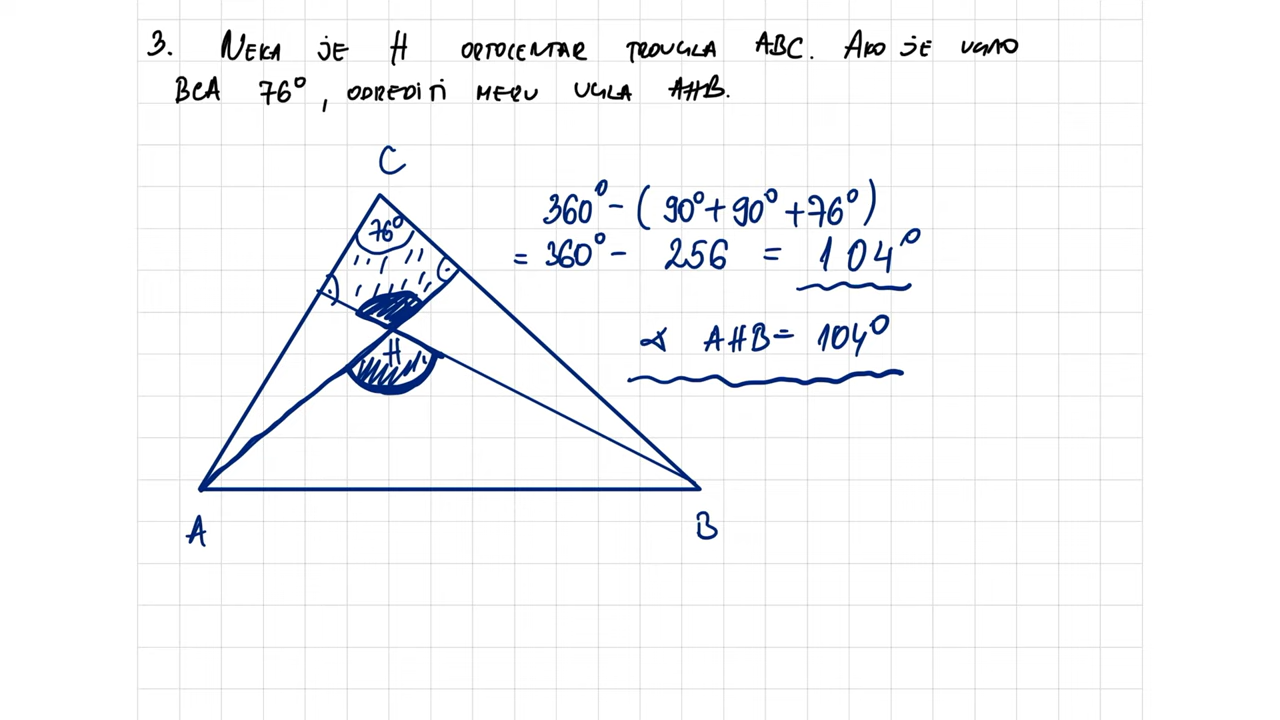 3. NEKA JE H ORTOCENTAR TROUGLA ABC. AKO JE UGAO
BCA 76°, ODREDITI MERU UGLA AHB.
C
76°
360° - (90° + 90° + 76°)
= 360° - 256 = 104°
∢ AHB = 104°
H
A
B